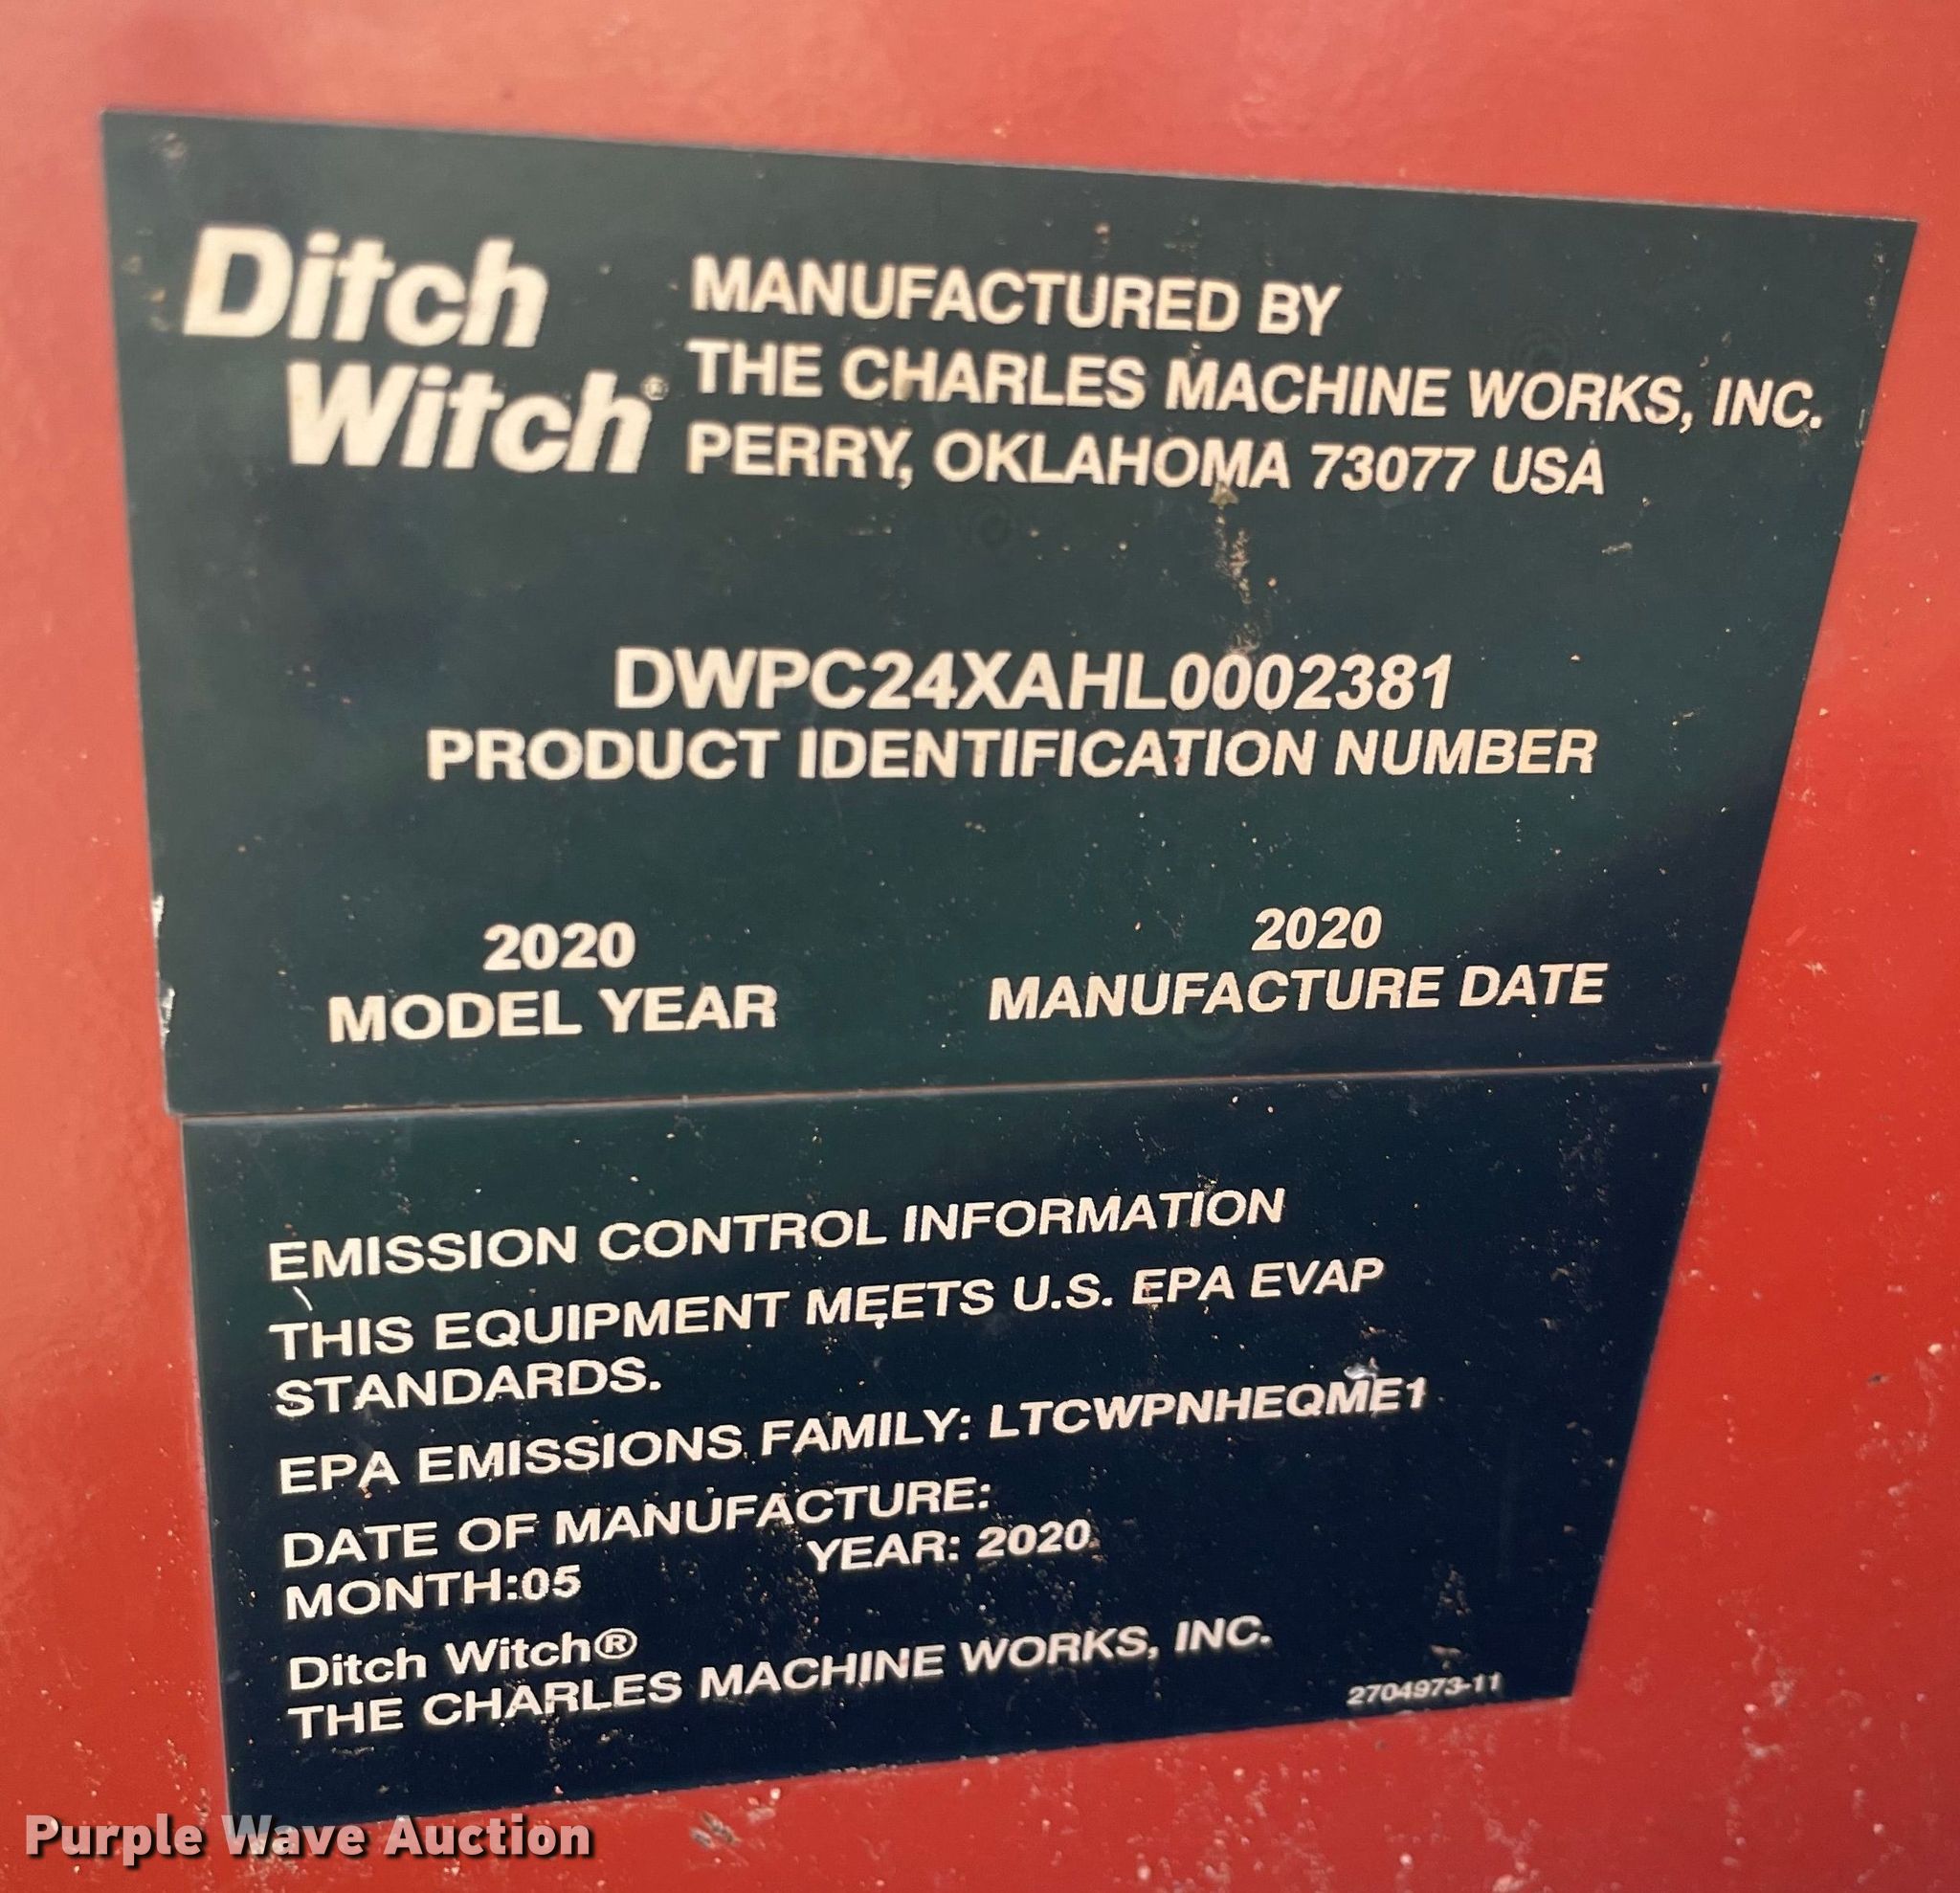 Ditch
Witch®
MANUFACTURED BY
THE CHARLES MACHINE WORKS, INC.
PERRY, OKLAHOMA 73077 USA
DWPC24XAHL0002381
PRODUCT IDENTIFICATION NUMBER
2020
MODEL YEAR
2020
MANUFACTURE DATE
EMISSION CONTROL INFORMATION
THIS EQUIPMENT MEETS U.S. EPA EVAP
STANDARDS.
EPA EMISSIONS FAMILY: LTCWPNHEQME1
DATE OF MANUFACTURE:
MONTH:05 YEAR: 2020
Ditch Witch®
THE CHARLES MACHINE WORKS, INC.
2704973-11
Purple Wave Auction